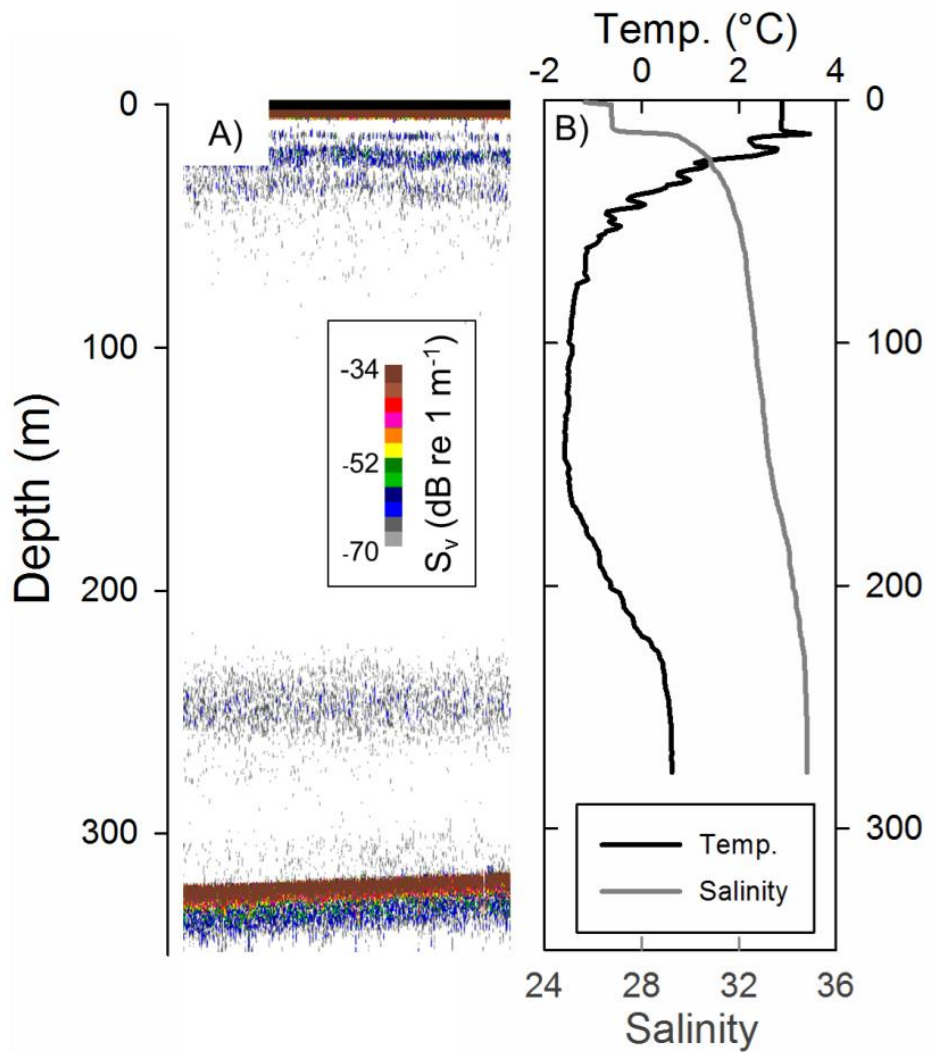 Temp. (°C)
-2 0 2 4
A)
B)
0
100
200
300
Depth (m)
-34
-52
-70
Sv (dB re 1 m-1)
0
100
200
300
Temp.
Salinity
24 28 32 36
Salinity